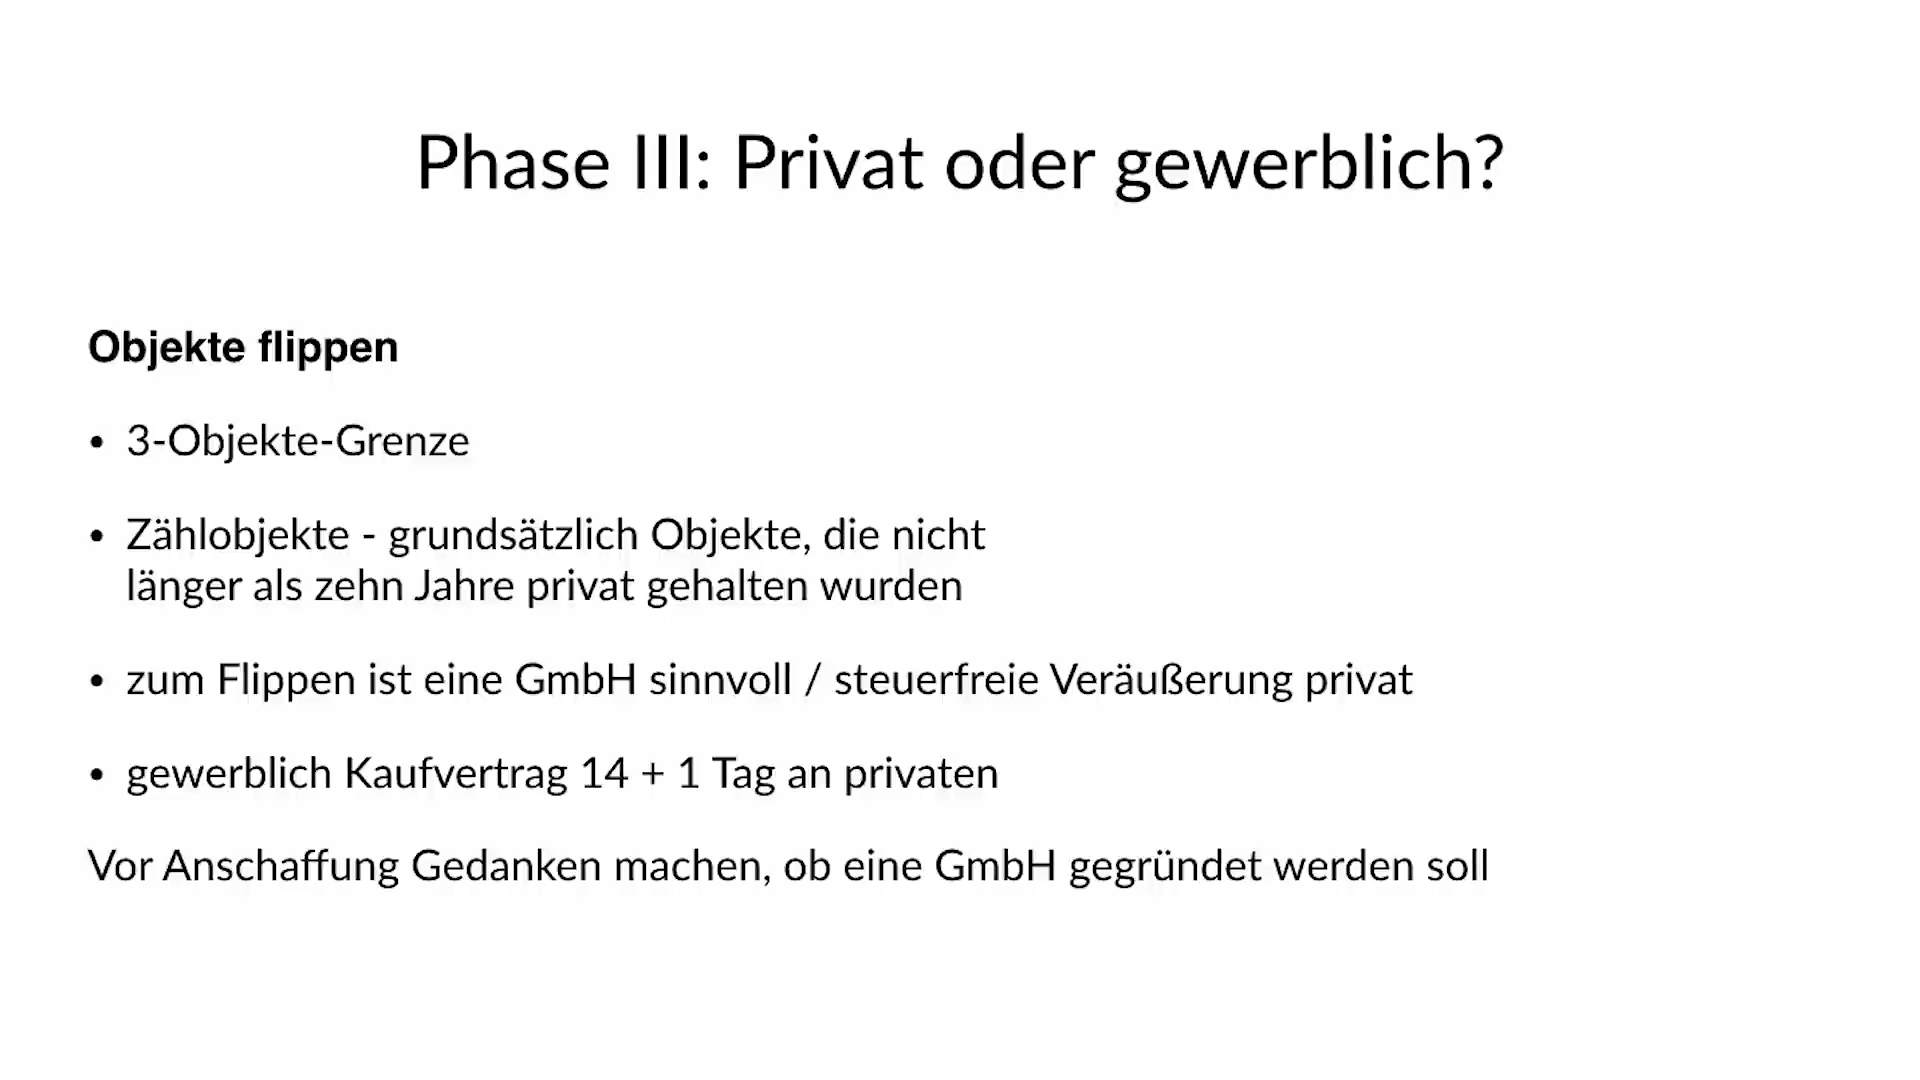 Phase III: Privat oder gewerblich?
Objekte flippen
• 3-Objekte-Grenze
• Zählobjekte - grundsätzlich Objekte, die nicht
länger als zehn Jahre privat gehalten wurden
• zum Flippen ist eine GmbH sinnvoll / steuerfreie Veräußerung privat
• gewerblich Kaufvertrag 14 + 1 Tag an privaten
Vor Anschaffung Gedanken machen, ob eine GmbH gegründet werden soll